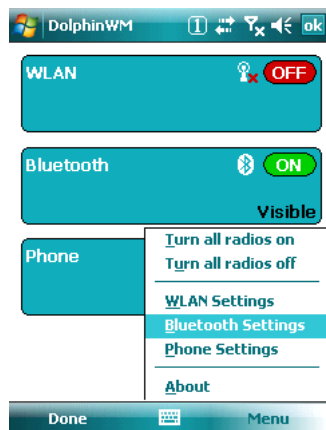 DolphinWM 1 ok
WLAN OFF
Bluetooth ON
Visible
Phone
Turn all radios on
Turn all radios off
WLAN Settings
Bluetooth Settings
Phone Settings
About
Done Menu